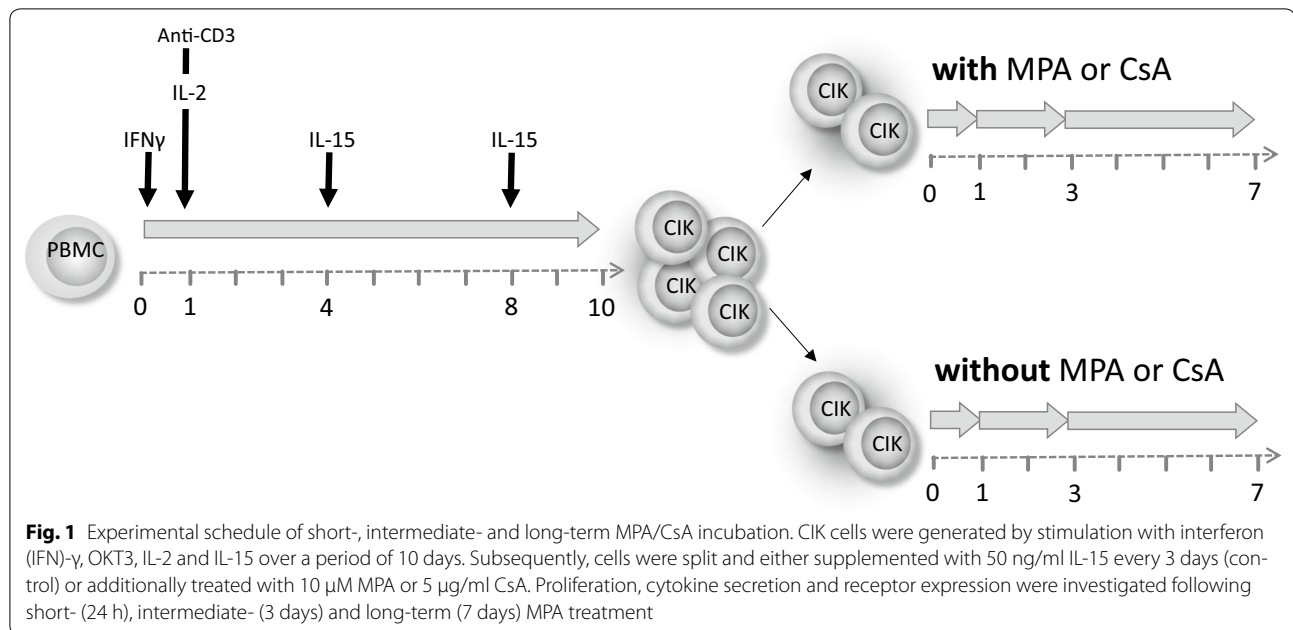 Anti-CD3
IL-2
IFNγ
IL-15
IL-15
PBMC
0 1 4 8 10
CIK
CIK
CIK
CIK
CIK
CIK
with MPA or CsA
0 1 3 7
CIK
CIK
without MPA or CsA
0 1 3 7
Fig. 1 Experimental schedule of short-, intermediate- and long-term MPA/CsA incubation. CIK cells were generated by stimulation with interferon
(IFN)-γ, OKT3, IL-2 and IL-15 over a period of 10 days. Subsequently, cells were split and either supplemented with 50 ng/ml IL-15 every 3 days (con-
trol) or additionally treated with 10 μM MPA or 5 μg/ml CsA. Proliferation, cytokine secretion and receptor expression were investigated following
short- (24 h), intermediate- (3 days) and long-term (7 days) MPA treatment